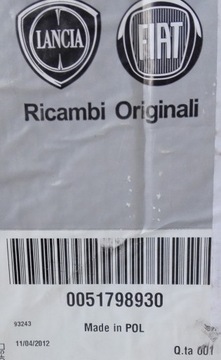 LANCIA FIAT
Ricambi Originali
0051798930
93243
Made in POL
11/04/2012
Q.ta 001